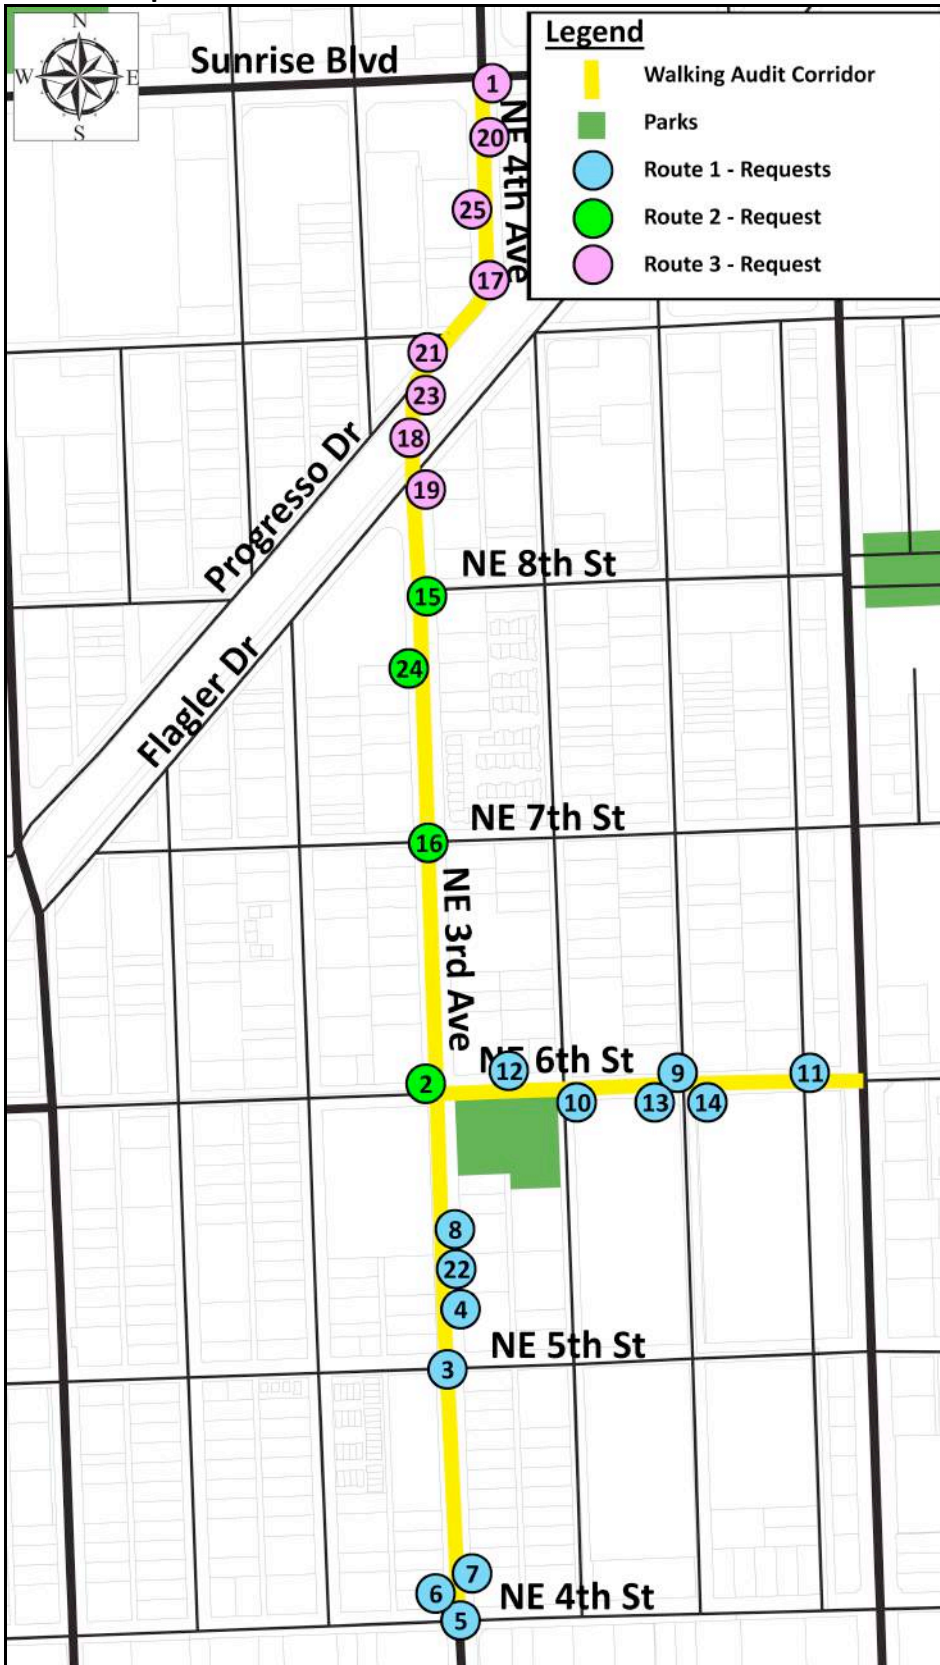 N
W E
S
Sunrise Blvd
Legend
Walking Audit Corridor
Parks
Route 1 - Requests
Route 2 - Request
Route 3 - Request
1
NE 4th Ave
20
25
17
21
23
18
19
Progresso Dr
NE 8th St
15
24
Flagler Dr
NE 7th St
16
NE 3rd Ave
NE 6th St
2
12
9
11
10
13
14
8
22
4
NE 5th St
3
7
6
NE 4th St
5